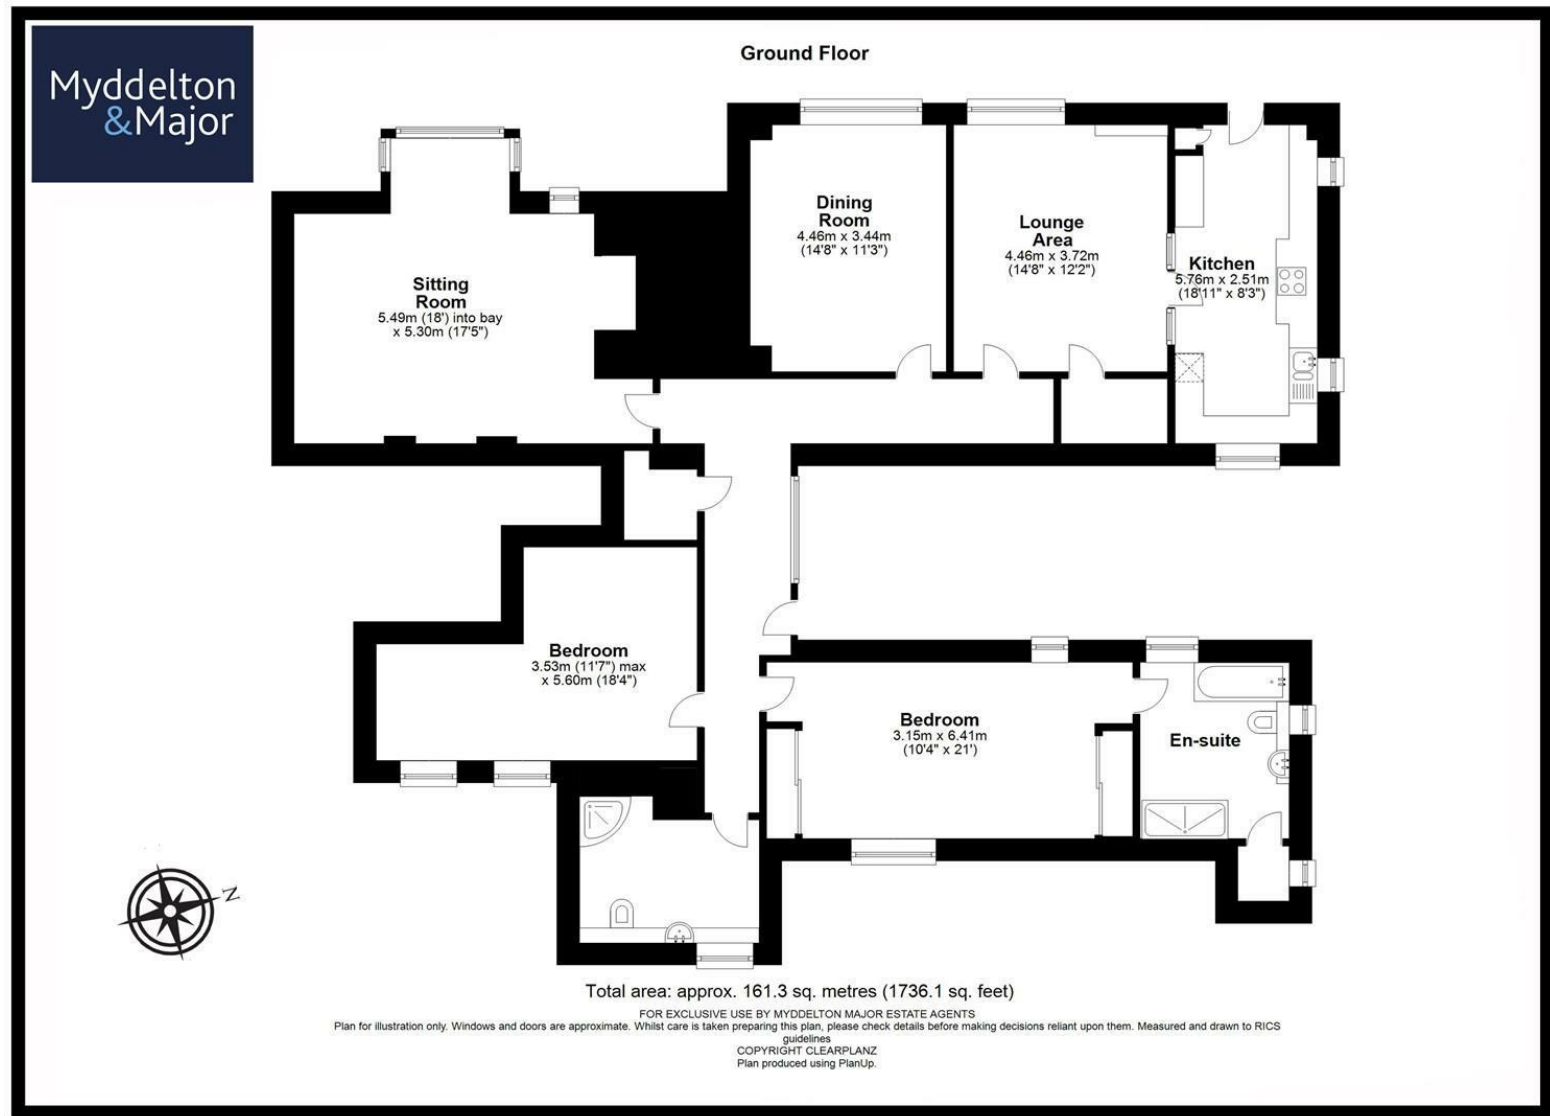 Myddelton
&Major
Ground Floor
Dining
Room
4.46m x 3.44m
(14'8" x 11'3")
Lounge
Area
4.46m x 3.72m
(14'8" x 12'2")
Kitchen
5.76m x 2.51m
(18'11" x 8'3")
Sitting
Room
5.49m (18') into bay
x 5.30m (17'5")
Bedroom
3.53m (11'7") max
x 5.60m (18'4")
Bedroom
3.15m x 6.41m
(10'4" x 21')
En-suite
N
Total area: approx. 161.3 sq. metres (1736.1 sq. feet)
FOR EXCLUSIVE USE BY MYDDELTON MAJOR ESTATE AGENTS
Plan for illustration only. Windows and doors are approximate. Whilst care is taken preparing this plan, please check details before making decisions reliant upon them. Measured and drawn to RICS
guidelines
COPYRIGHT CLEARPLANZ
Plan produced using PlanUp.